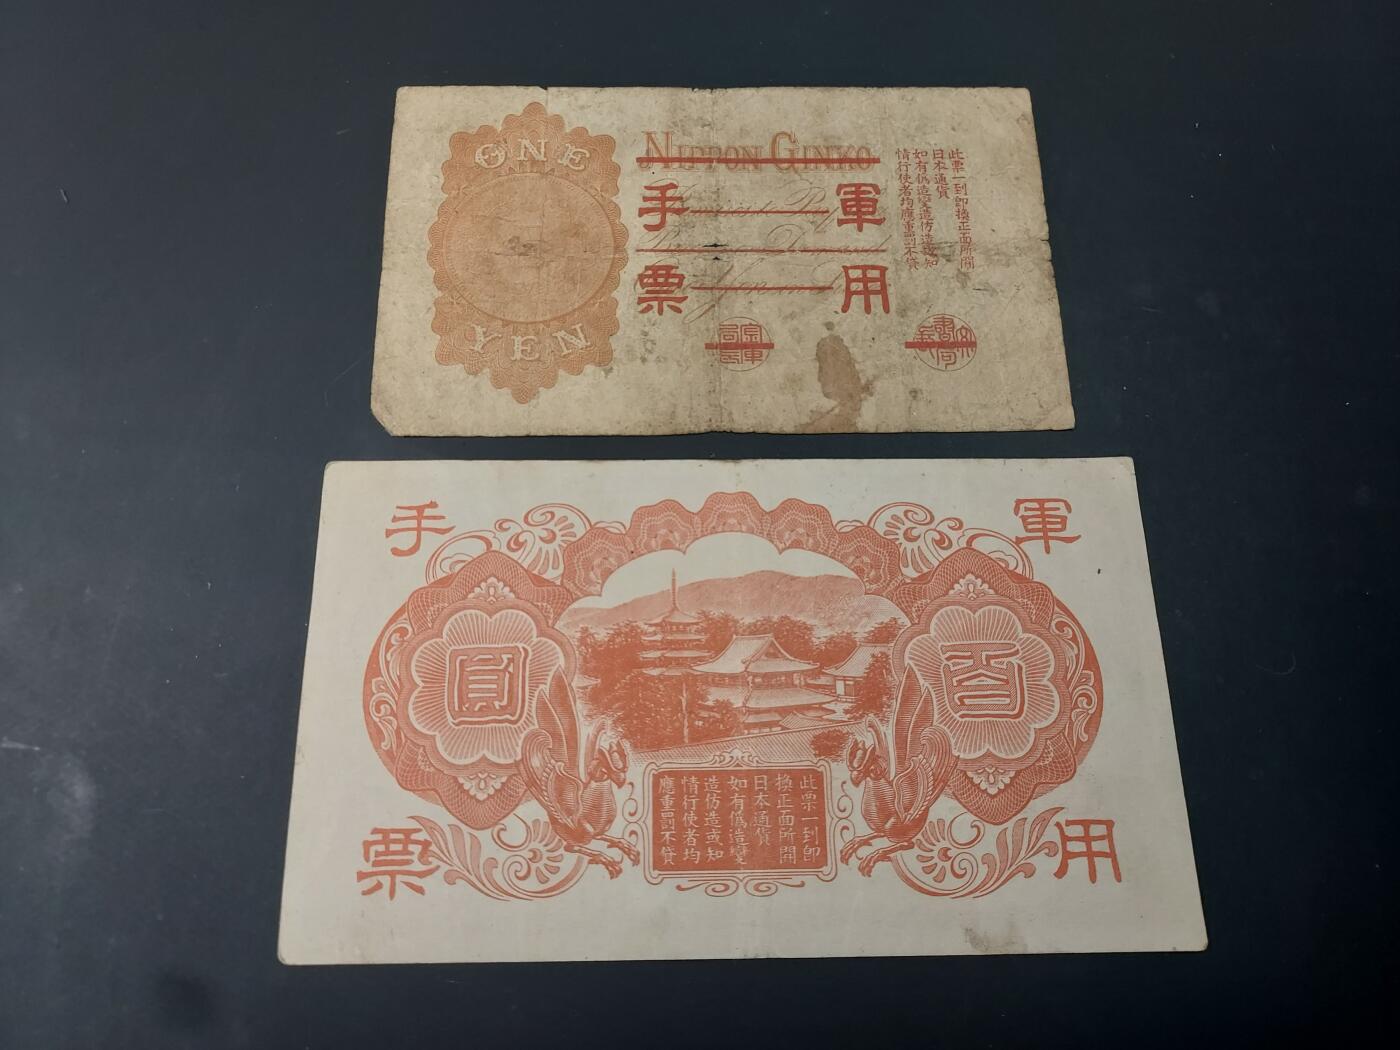 ONE
YEN
NIPPON GINKO
軍
手
用
票
此票一到即換正面所開
日本通貨
如有偽造變造仿造或知
情行使者均應重罰不貸
軍
手
圓
百
此票一到即
換正面所開
日本通貨
如有偽造變
造仿造或知
情行使者均
應重罰不貸
用
票